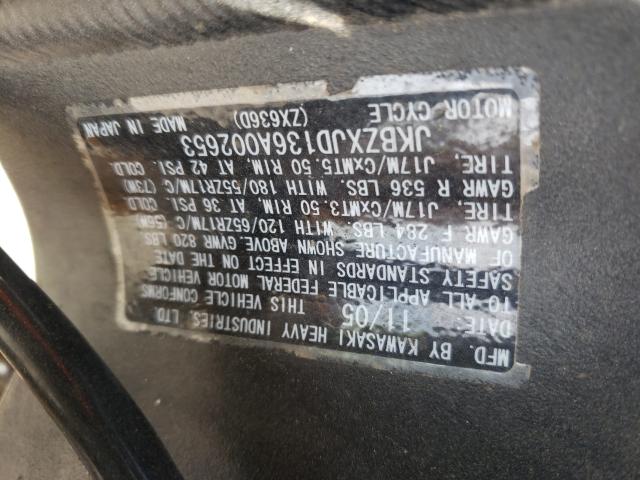 MFD. BY KAWASAKI HEAVY INDUSTRIES, LTD.
DATE: 11/05 THIS VEHICLE CONFORMS
TO ALL APPLICABLE FEDERAL MOTOR VEHICLE
SAFETY STANDARDS IN EFFECT ON THE DATE
OF MANUFACTURE SHOWN ABOVE. GVWR 820 LBS
GAWR F 284 LBS. WITH 120/65ZR17M/C (56W)
TIRE, J17M/CxMT3.50 RIM, AT 36 PSI. COLD.
GAWR R 536 LBS. WITH 180/55ZR17M/C (73W)
TIRE, J17M/CxMT5.50 RIM, AT 42 PSI. COLD.
JKBZXJD136A002653
MOTOR CYCLE (ZX636D) MADE IN JAPAN